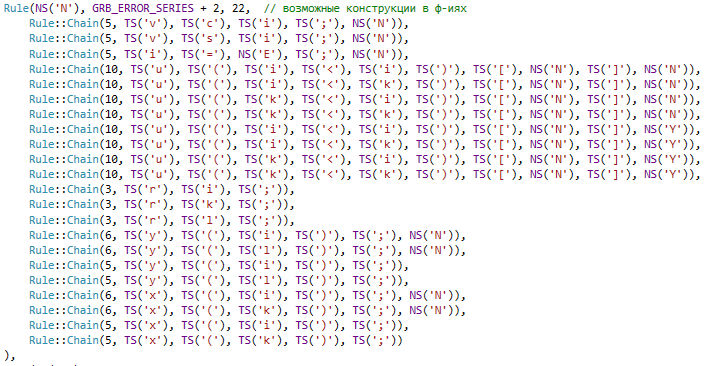 Rule(NS('N'), GRB_ERROR_SERIES + 2, 22,  // возможные конструкции в ф-иях
    Rule::Chain(5, TS('v'), TS('c'), TS('i'), TS(';'), NS('N')),
    Rule::Chain(5, TS('v'), TS('s'), TS('i'), TS(';'), NS('N')),
    Rule::Chain(5, TS('i'), TS('='), NS('E'), TS(';'), NS('N')),
    Rule::Chain(10, TS('u'), TS('('), TS('i'), TS('<'), TS('i'), TS(')'), TS('['), NS('N'), TS(']'), NS('N')),
    Rule::Chain(10, TS('u'), TS('('), TS('i'), TS('<'), TS('k'), TS(')'), TS('['), NS('N'), TS(']'), NS('N')),
    Rule::Chain(10, TS('u'), TS('('), TS('k'), TS('<'), TS('i'), TS(')'), TS('['), NS('N'), TS(']'), NS('N')),
    Rule::Chain(10, TS('u'), TS('('), TS('k'), TS('<'), TS('k'), TS(')'), TS('['), NS('N'), TS(']'), NS('N')),
    Rule::Chain(10, TS('u'), TS('('), TS('i'), TS('<'), TS('i'), TS(')'), TS('['), NS('N'), TS(']'), NS('Y')),
    Rule::Chain(10, TS('u'), TS('('), TS('i'), TS('<'), TS('k'), TS(')'), TS('['), NS('N'), TS(']'), NS('Y')),
    Rule::Chain(10, TS('u'), TS('('), TS('k'), TS('<'), TS('i'), TS(')'), TS('['), NS('N'), TS(']'), NS('Y')),
    Rule::Chain(10, TS('u'), TS('('), TS('k'), TS('<'), TS('k'), TS(')'), TS('['), NS('N'), TS(']'), NS('Y')),
    Rule::Chain(3, TS('r'), TS('i'), TS(';')),
    Rule::Chain(3, TS('r'), TS('k'), TS(';')),
    Rule::Chain(3, TS('r'), TS('l'), TS(';')),
    Rule::Chain(6, TS('y'), TS('('), TS('i'), TS(')'), TS(';'), NS('N')),
    Rule::Chain(6, TS('y'), TS('('), TS('l'), TS(')'), TS(';'), NS('N')),
    Rule::Chain(5, TS('y'), TS('('), TS('i'), TS(')'), TS(';')),
    Rule::Chain(5, TS('y'), TS('('), TS('l'), TS(')'), TS(';')),
    Rule::Chain(6, TS('x'), TS('('), TS('i'), TS(')'), TS(';'), NS('N')),
    Rule::Chain(6, TS('x'), TS('('), TS('k'), TS(')'), TS(';'), NS('N')),
    Rule::Chain(5, TS('x'), TS('('), TS('i'), TS(')'), TS(';')),
    Rule::Chain(5, TS('x'), TS('('), TS('k'), TS(')'), TS(';'))
),